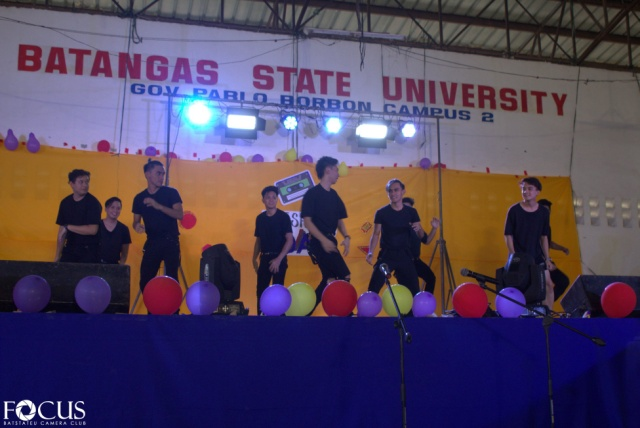 BATANGAS STATE UNIVERSITY
GOV. PABLO BORBON CAMPUS 2
FOCUS
BATSTATEU CAMERA CLUB